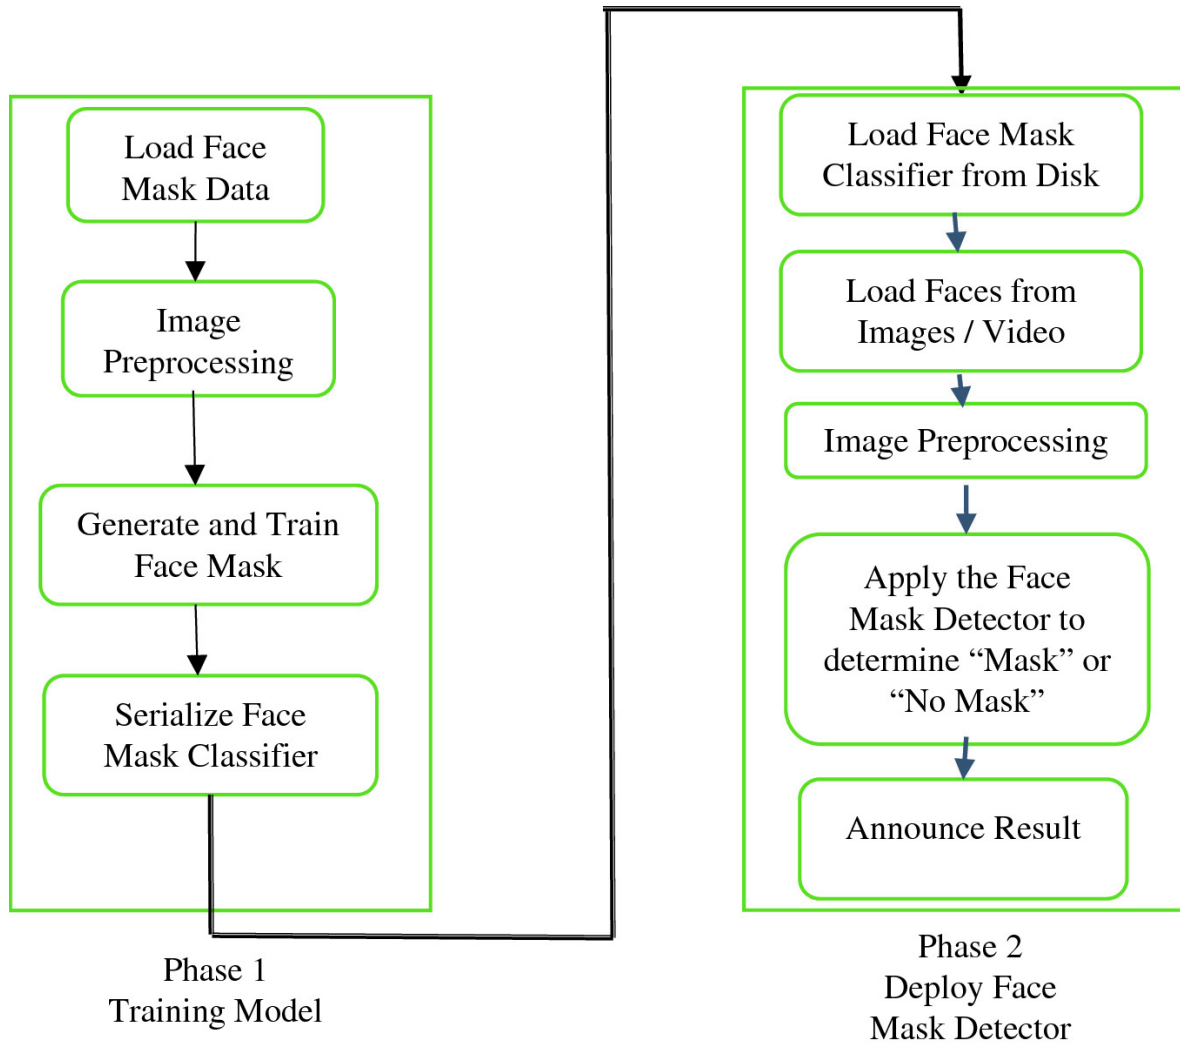 Load Face
Mask Data
Image
Preprocessing
Generate and Train
Face Mask
Serialize Face
Mask Classifier
Phase 1
Training Model
Load Face Mask
Classifier from Disk
Load Faces from
Images / Video
Image Preprocessing
Apply the Face
Mask Detector to
determine “Mask” or
“No Mask”
Announce Result
Phase 2
Deploy Face
Mask Detector